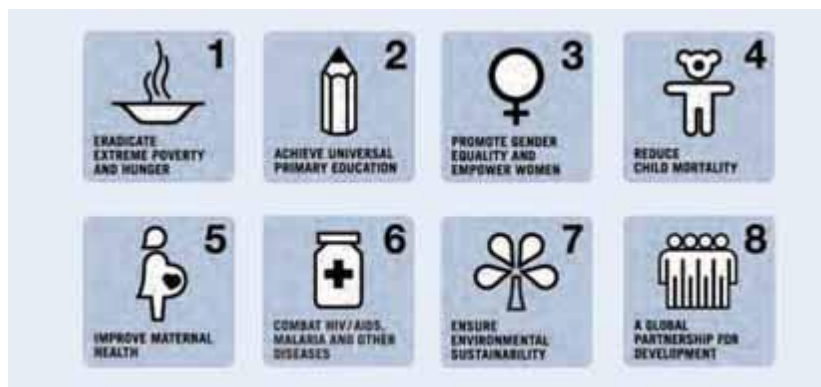 1
ERADICATE
EXTREME POVERTY
AND HUNGER
2
ACHIEVE UNIVERSAL
PRIMARY EDUCATION
3
PROMOTE GENDER
EQUALITY AND
EMPOWER WOMEN
4
REDUCE
CHILD MORTALITY
5
IMPROVE MATERNAL
HEALTH
6
COMBAT HIV/AIDS,
MALARIA AND OTHER
DISEASES
7
ENSURE
ENVIRONMENTAL
SUSTAINABILITY
8
A GLOBAL
PARTNERSHIP FOR
DEVELOPMENT